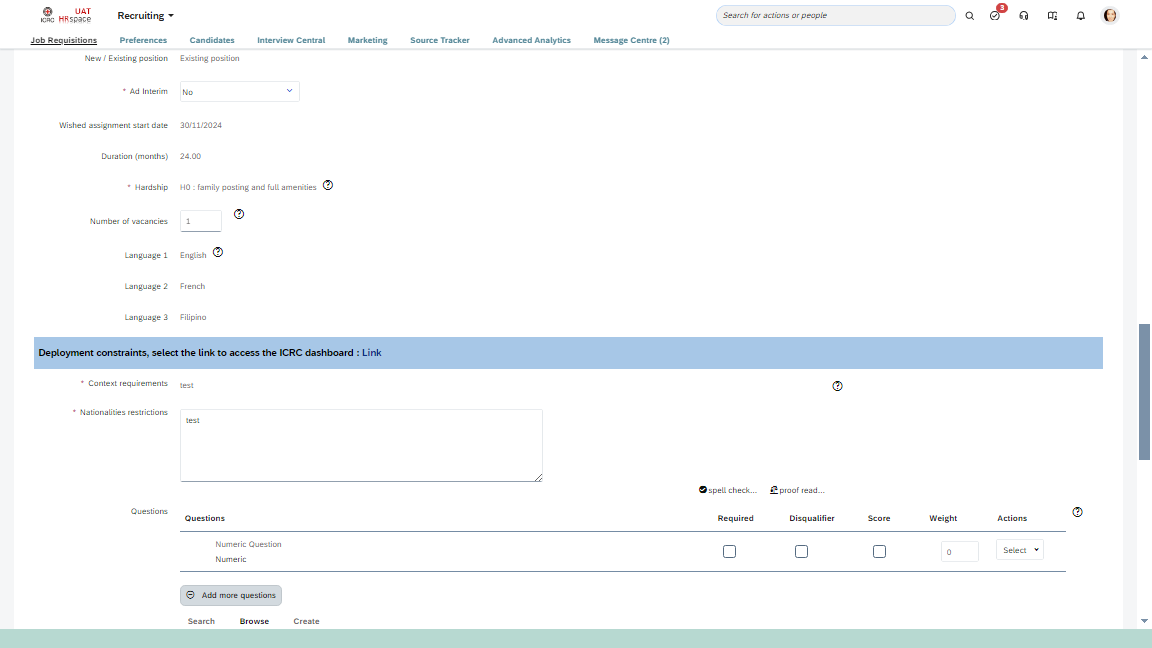 UAT
ICRC HRspace
Recruiting
Search for actions or people
3
Job Requisitions Preferences Candidates Interview Central Marketing Source Tracker Advanced Analytics Message Centre (2)
New / Existing position Existing position
* Ad Interim No
Wished assignment start date 30/11/2024
Duration (months) 24.00
* Hardship H0 : family posting and full amenities ?
Number of vacancies 1 ?
Language 1 English ?
Language 2 French
Language 3 Filipino
Deployment constraints, select the link to access the ICRC dashboard : Link
* Context requirements test ?
* Nationalities restrictions test
spell check... proof read...
Questions ?
Questions Required Disqualifier Score Weight Actions
Numeric Question
Numeric 0 Select
Add more questions
Search Browse Create